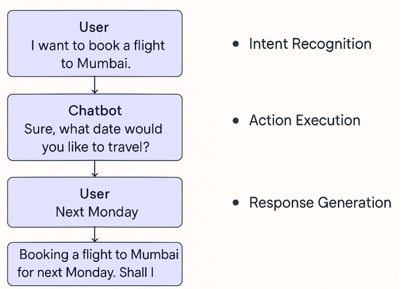 User
I want to book a flight
to Mumbai.
Chatbot
Sure, what date would
you like to travel?
User
Next Monday
Booking a flight to Mumbai
for next Monday. Shall I
• Intent Recognition
• Action Execution
• Response Generation